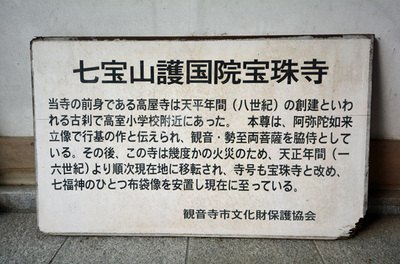 七宝山護国院宝珠寺
当寺の前身である高屋寺は天平年間（八世紀）の創建といわ
れる古刹で高室小学校附近にあった。　本尊は、阿弥陀如来
立像で行基の作と伝えられ、観音・勢至両菩薩を脇侍として
いる。その後、この寺は幾度かの火災のため、天正年間（一
六世紀）より順次現在地に移転され、寺号も宝珠寺と改め、
七福神のひとつ布袋像を安置し現在に至っている。
観音寺市文化財保護協会